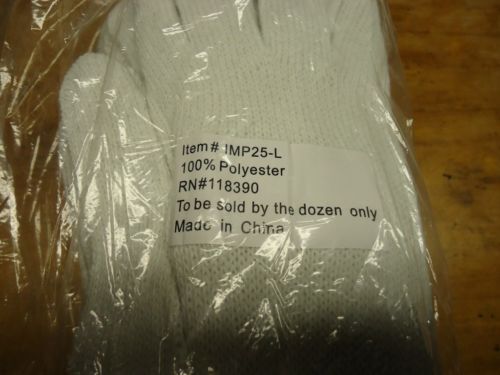 Item# IMP25-L
100% Polyester
RN#118390
To be sold by the dozen only
Made in China